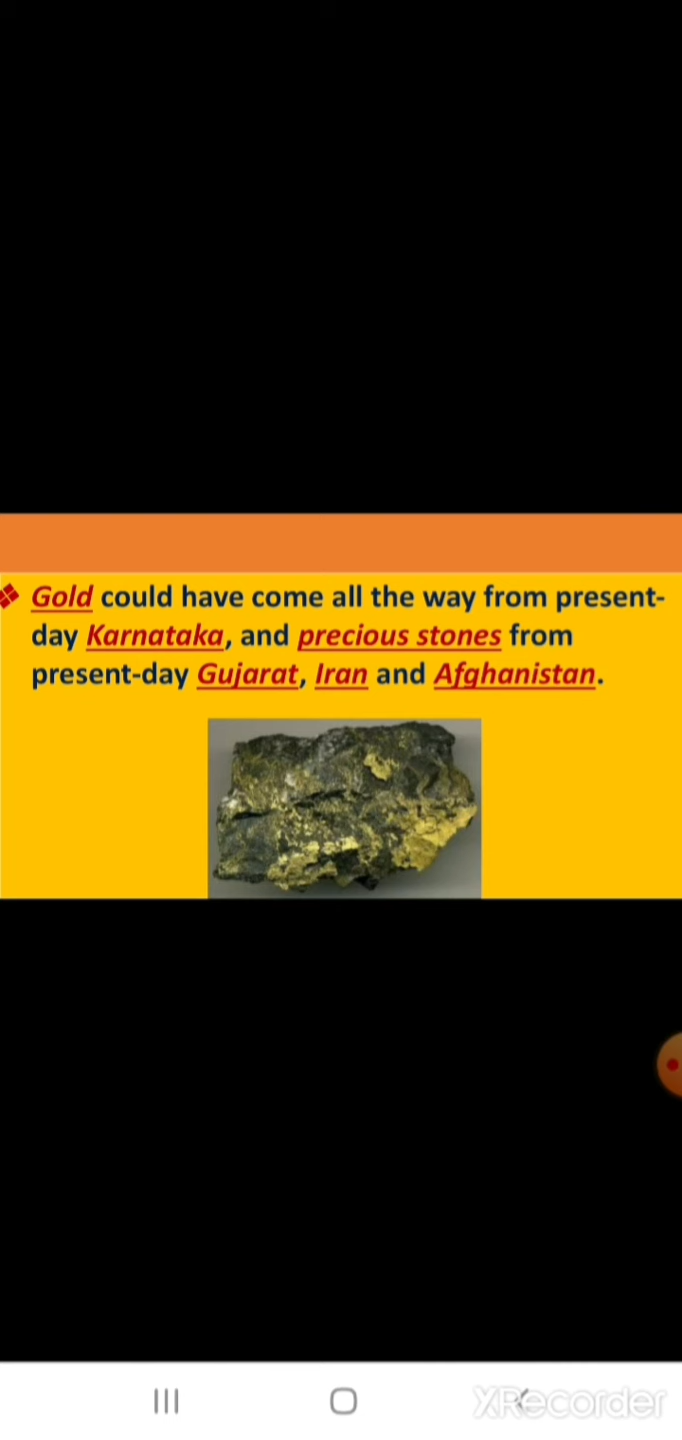 Gold could have come all the way from present-
day Karnataka, and precious stones from
present-day Gujarat, Iran and Afghanistan.
XRecorder